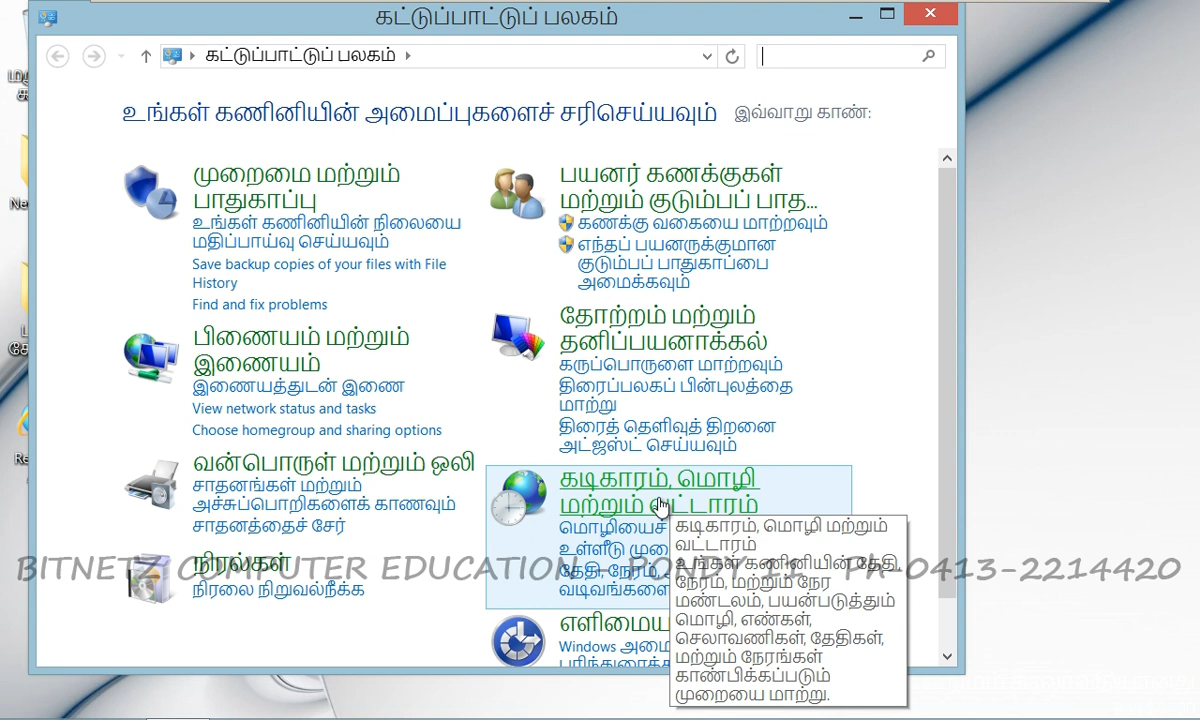 கட்டுப்பாட்டுப் பலகம்
கட்டுப்பாட்டுப் பலகம்
உங்கள் கணினியின் அமைப்புகளைச் சரிசெய்யவும்
இவ்வாறு காண்:
முறைமை மற்றும்
பாதுகாப்பு
உங்கள் கணினியின் நிலையை
மதிப்பாய்வு செய்யவும்
Save backup copies of your files with File
History
Find and fix problems
பிணையம் மற்றும்
இணையம்
இணையத்துடன் இணை
View network status and tasks
Choose homegroup and sharing options
வன்பொருள் மற்றும் ஒலி
சாதனங்கள் மற்றும்
அச்சுப்பொறிகளைக் காணவும்
சாதனத்தைச் சேர்
நிரல்கள்
நிரலை நிறுவல்நீக்க
பயனர் கணக்குகள்
மற்றும் குடும்பப் பாத...
கணக்கு வகையை மாற்றவும்
எந்தப் பயனருக்குமான
குடும்பப் பாதுகாப்பை
அமைக்கவும்
தோற்றம் மற்றும்
தனிப்பயனாக்கல்
கருப்பொருளை மாற்றவும்
திரைப்பலகப் பின்புலத்தை
மாற்று
திரைத் தெளிவுத் திறனை
அட்ஜஸ்ட் செய்யவும்
கடிகாரம், மொழி
மற்றும் வட்டாரம்
மொழியைச்
உள்ளீடு முறை
தேதி, நேரம்,
வடிவங்களை
எளிமைய
Windows அமை
கடிகாரம், மொழி மற்றும்
வட்டாரம்
உங்கள் கணினியின் தேதி,
நேரம், மற்றும் நேர
மண்டலம், பயன்படுத்தும்
மொழி, எண்கள்,
செலாவணிகள், தேதிகள்,
மற்றும் நேரங்கள்
காண்பிக்கப்படும்
முறையை மாற்று.
BITNETZ COMPUTER EDUCATION PONDY 11 Ph-0413-2214420